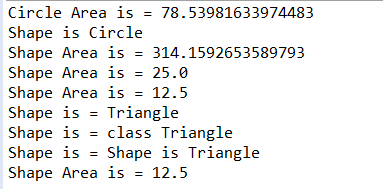 Circle Area is = 78.53981633974483
Shape is Circle
Shape Area is = 314.1592653589793
Shape Area is = 25.0
Shape Area is = 12.5
Shape is = Triangle
Shape is = class Triangle
Shape is = Shape is Triangle
Shape Area is = 12.5